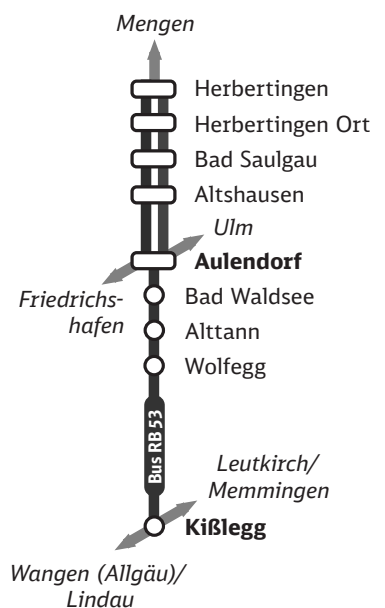 Mengen
Herbertingen
Herbertingen Ort
Bad Saulgau
Altshausen
Ulm
Aulendorf
Friedrichs-
hafen
Bad Waldsee
Alttann
Wolfegg
Bus RB 53
Leutkirch/
Memmingen
Kißlegg
Wangen (Allgäu)/
Lindau